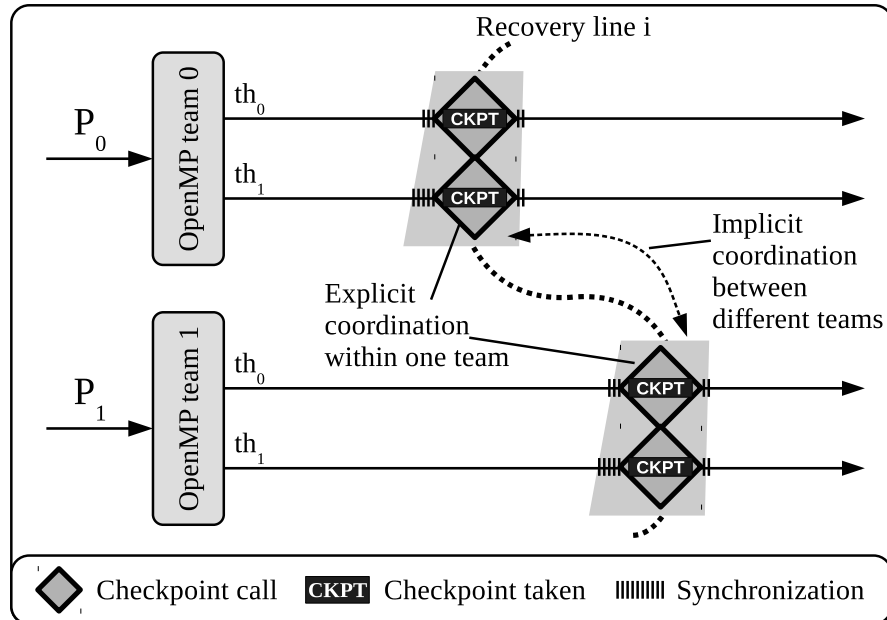 Recovery line i
P0
OpenMP team 0
th0
CKPT
th1
CKPT
Implicit
coordination
between
different teams
Explicit
coordination
within one team
P1
OpenMP team 1
th0
CKPT
th1
CKPT
Checkpoint call
CKPT
Checkpoint taken
Synchronization